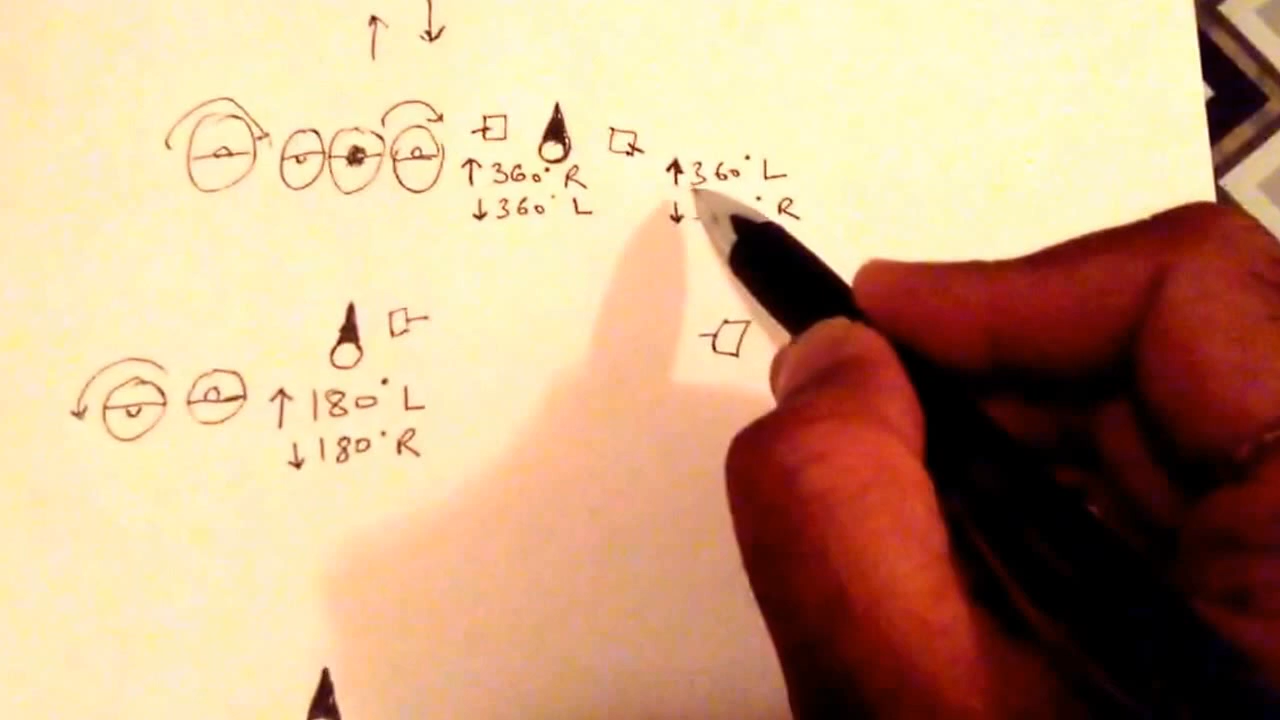 ↑360° R
↓360° L
↑360° L
↓ ° R
↑180° L
↓180° R